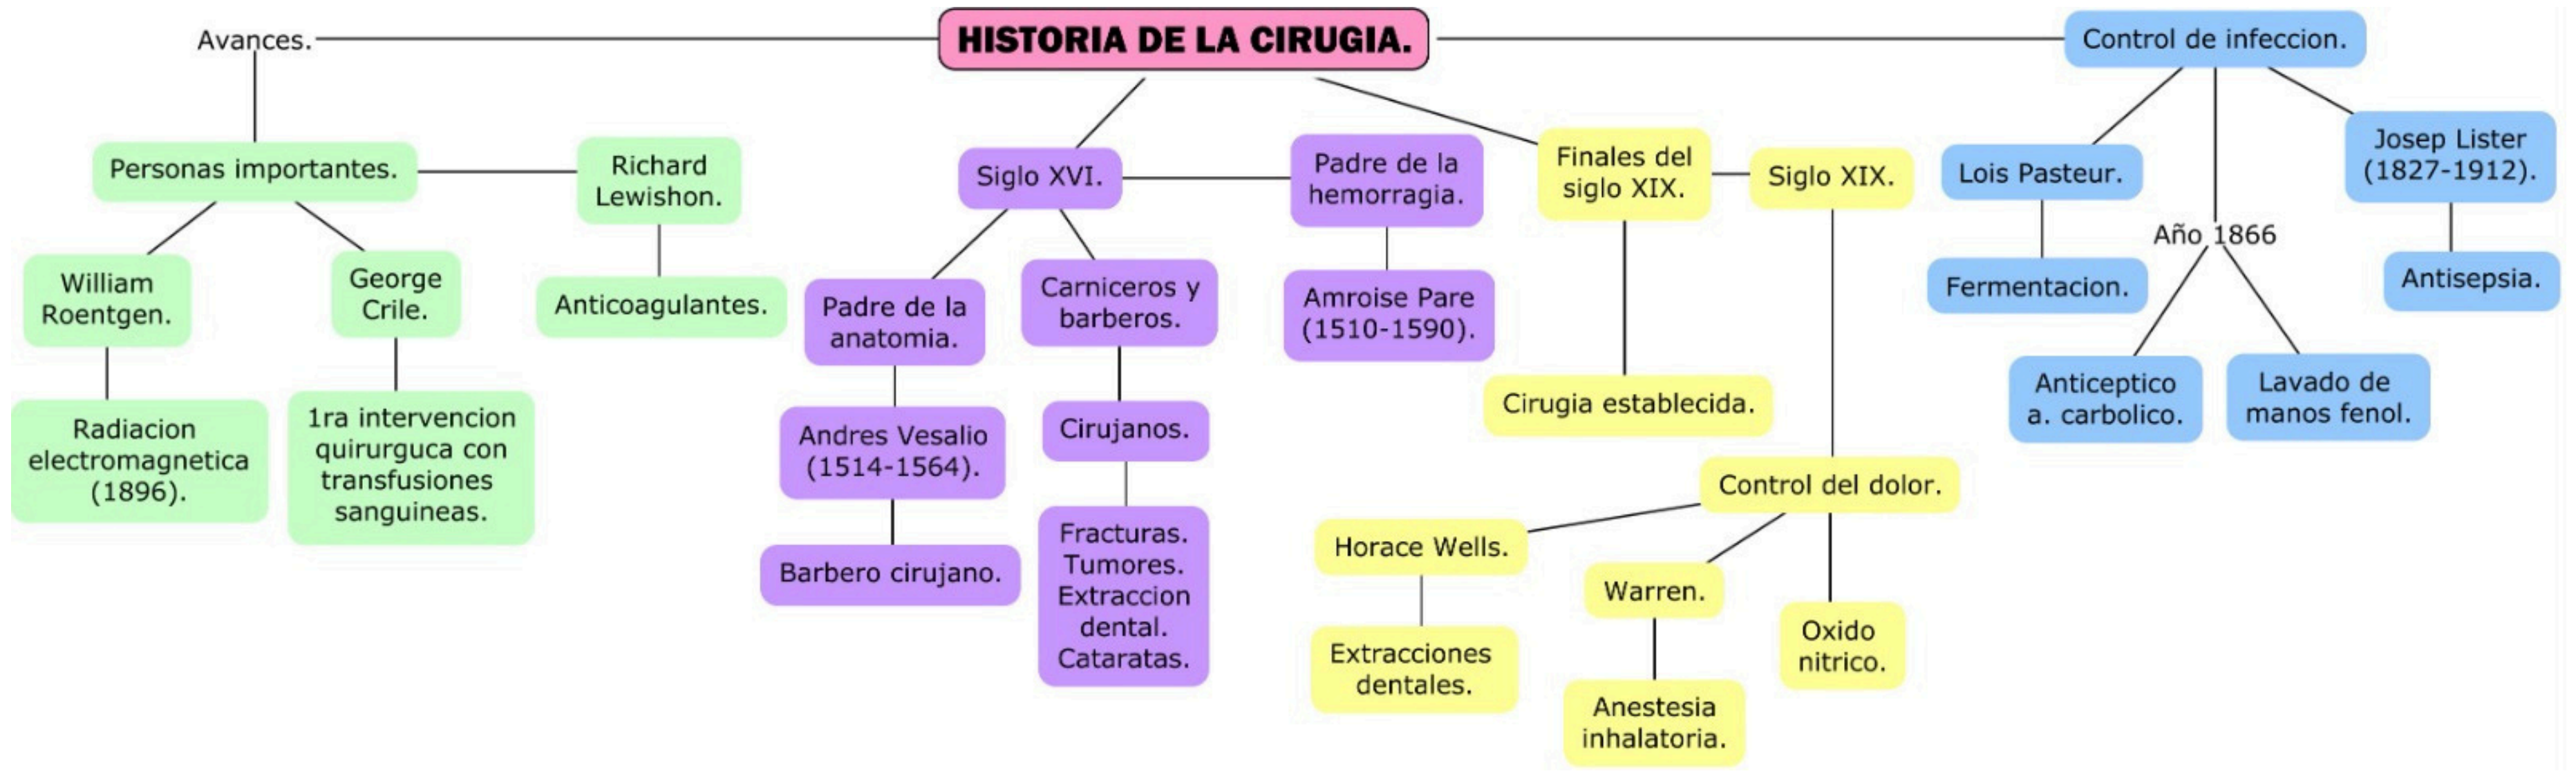 HISTORIA DE LA CIRUGIA.
Avances.
Personas importantes.
Richard
Lewishon.
Anticoagulantes.
William
Roentgen.
Radiacion
electromagnetica
(1896).
George
Crile.
1ra intervencion
quirurguca con
transfusiones
sanguineas.
Siglo XVI.
Padre de la
anatomia.
Andres Vesalio
(1514-1564).
Barbero cirujano.
Carniceros y
barberos.
Cirujanos.
Fracturas.
Tumores.
Extraccion
dental.
Cataratas.
Padre de la
hemorragia.
Amroise Pare
(1510-1590).
Finales del
siglo XIX.
Cirugia establecida.
Siglo XIX.
Control del dolor.
Horace Wells.
Extracciones
dentales.
Warren.
Anestesia
inhalatoria.
Oxido
nitrico.
Control de infeccion.
Lois Pasteur.
Fermentacion.
Año 1866
Anticeptico
a. carbolico.
Lavado de
manos fenol.
Josep Lister
(1827-1912).
Antisepsia.